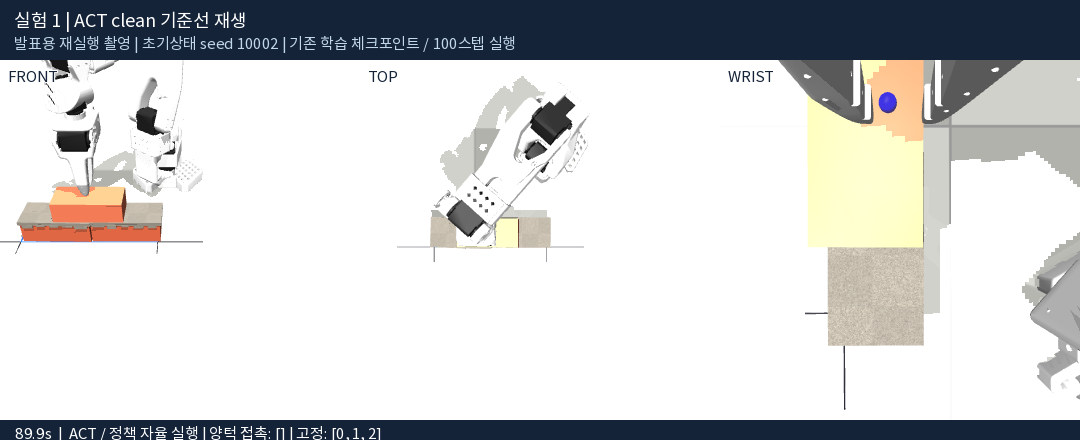 실험 1 | ACT clean 기준선 재생
발표용 재실행 촬영 | 초기상태 seed 10002 | 기존 학습 체크포인트 / 100스텝 실행
FRONT
TOP
WRIST
89.9s | ACT / 정책 자율 실행 | 양턱 접촉: [] | 고정: [0, 1, 2]